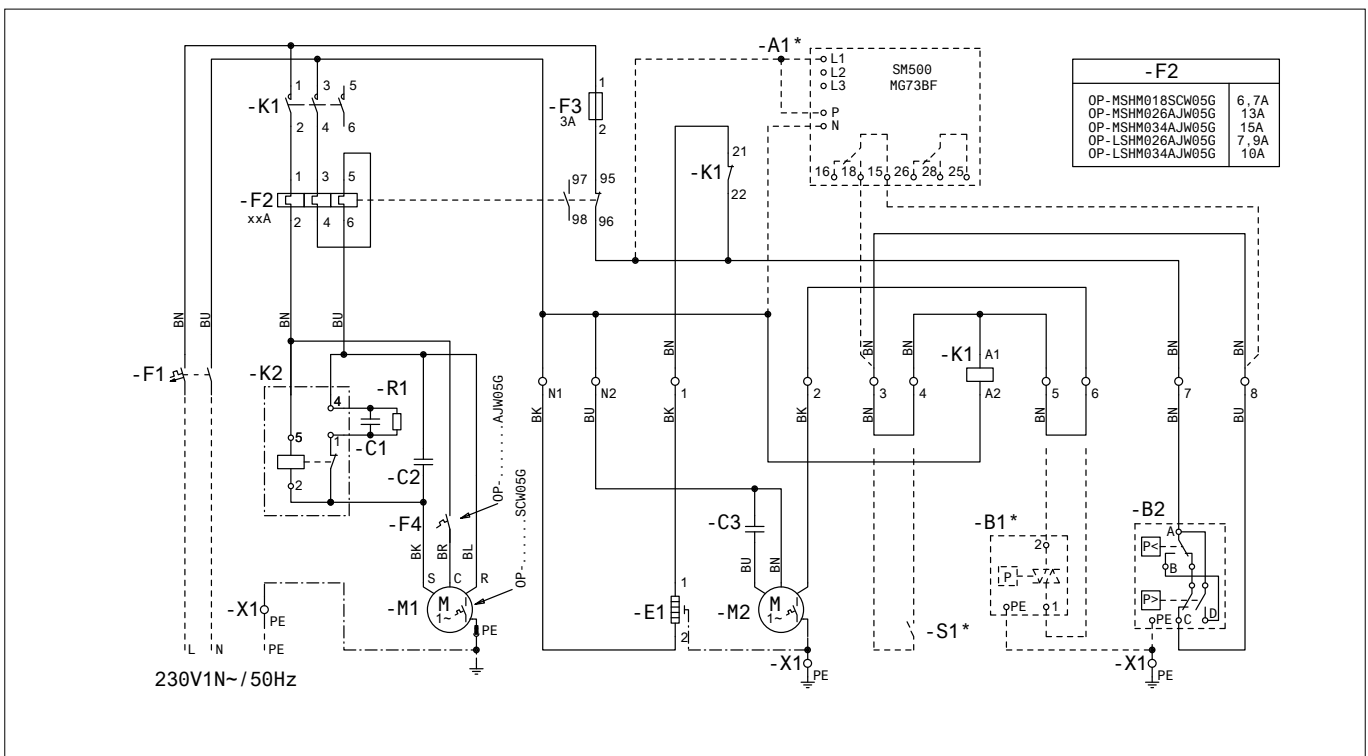 -A1*
L1
L2
L3
P
N
SM500
MG73BF
16 18 15 26 28 25
-F2
OP-MSHM018SCW05G 6,7A
OP-MSHM026AJW05G 13A
OP-MSHM034AJW05G 15A
OP-LSHM026AJW05G 7,9A
OP-LSHM034AJW05G 10A
-K1
1 3 5
2 4 6
-F3
3A
1
2
-K1
21
22
-F2
xxA
1 3 5
2 4 6
97 95
98 96
BN
BU
BN
BU
BN
BN
BN
BN
BN
BN
-F1
-K2
-R1
4
5
1
2
-C1
-C2
-F4
OP-......AJW05G
OP-.....SCW05G
N1
N2
1
2
3
4
-K1
A1
A2
5
6
7
8
BK
BU
BK
BK
BN
BN
BN
BU
BN
BU
BK
BR
BL
S C R
-M1
M
1~
PE
-X1
PE
L N PE
230V1N~/50Hz
-E1
1
2
-C3
BU
BN
-M2
M
1~
-X1
PE
-S1*
-B1*
2
P
PE
1
-B2
A
P<
B
P>
PE
C
D
-X1
PE